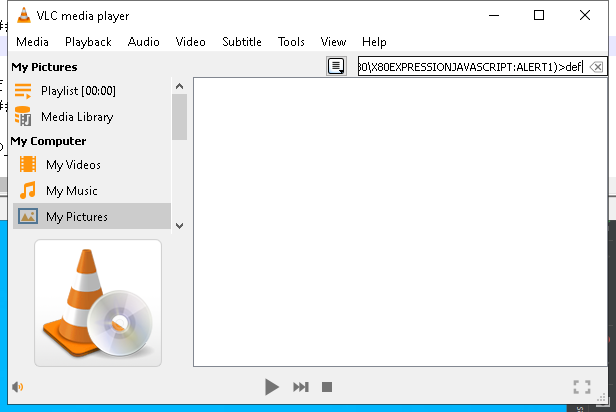 VLC media player
Media Playback Audio Video Subtitle Tools View Help
My Pictures
30\X80EXPRESSIONJAVASCRIPT:ALERT1)>def
Playlist [00:00]
Media Library
My Computer
My Videos
My Music
My Pictures